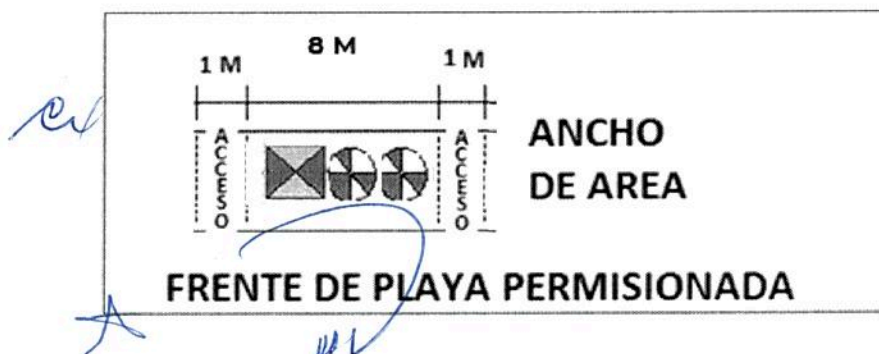 8 M
1 M
1 M
ACCESO
ACCESO
ANCHO
DE AREA
FRENTE DE PLAYA PERMISIONADA